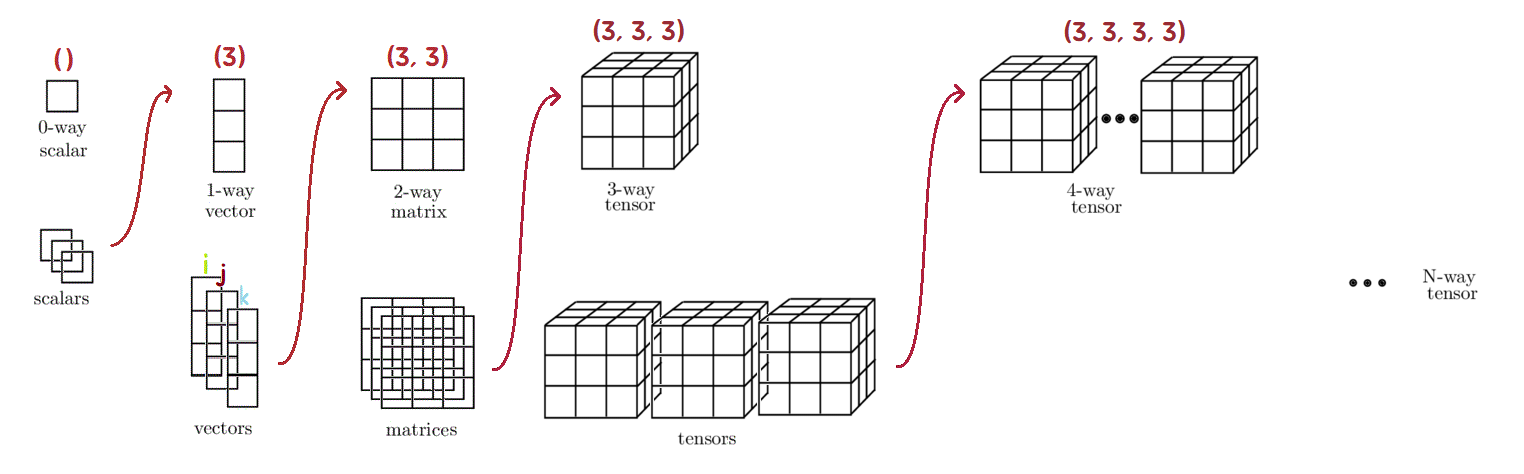 ( )
0-way
scalar
(3)
1-way
vector
(3, 3)
2-way
matrix
(3, 3, 3)
3-way
tensor
(3, 3, 3, 3)
4-way
tensor
scalars
i
j
k
vectors
matrices
tensors
N-way
tensor